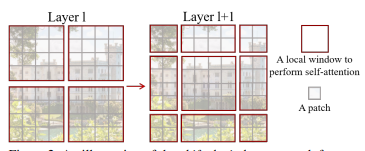 Layer l
Layer l+1
A local window to
perform self-attention
A patch